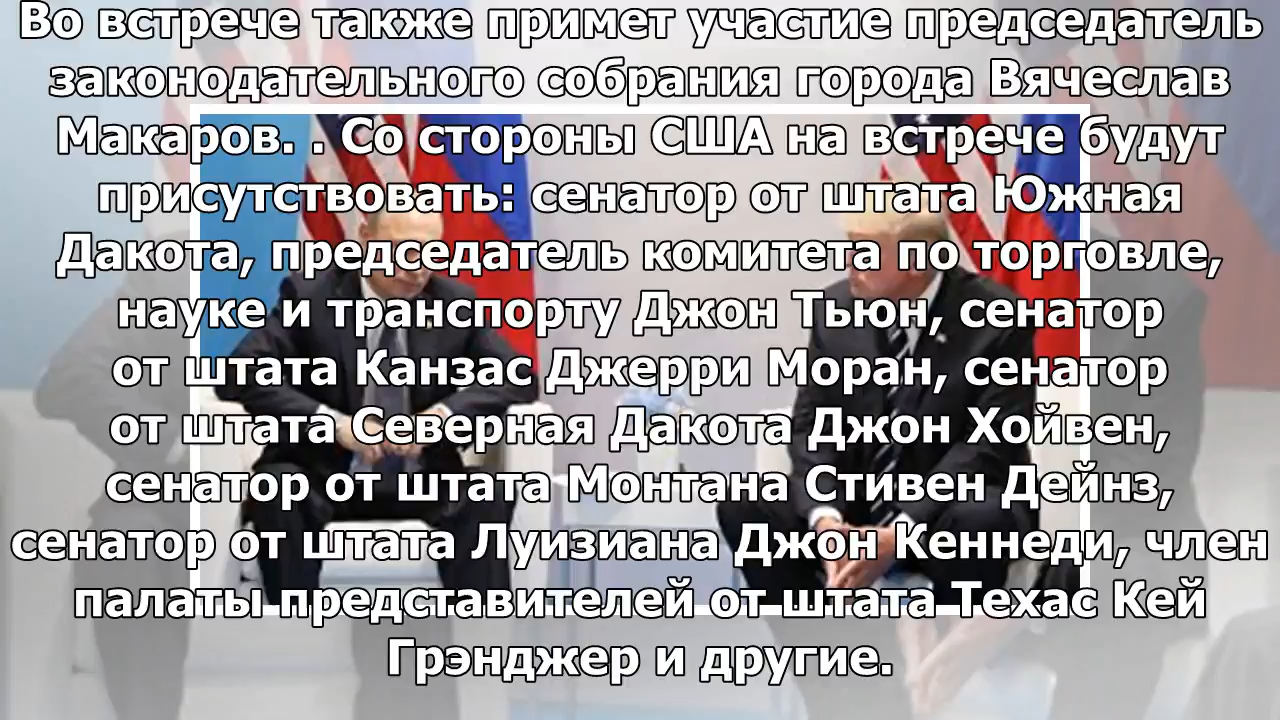 Во встрече также примет участие председатель
законодательного собрания города Вячеслав
Макаров. . Со стороны США на встрече будут
присутствовать: сенатор от штата Южная
Дакота, председатель комитета по торговле,
науке и транспорту Джон Тьюн, сенатор
от штата Канзас Джерри Моран, сенатор
от штата Северная Дакота Джон Хойвен,
сенатор от штата Монтана Стивен Дейнз,
сенатор от штата Луизиана Джон Кеннеди, член
палаты представителей от штата Техас Кей
Грэнджер и другие.